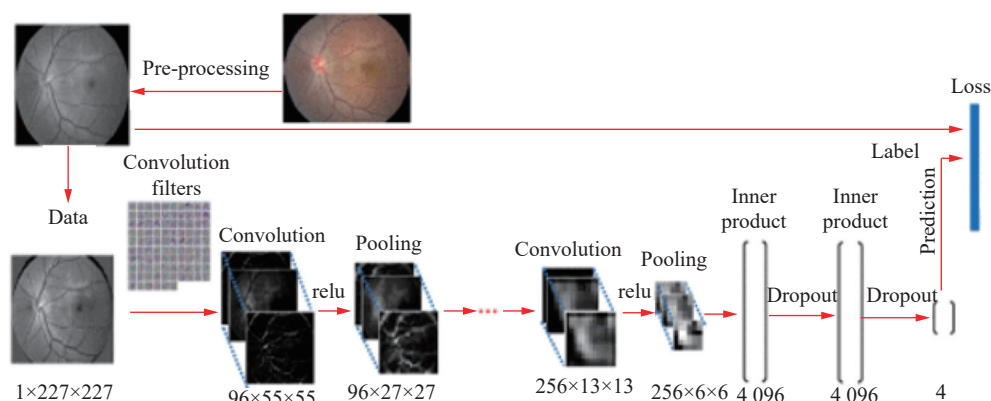 Pre-processing
Loss
Label
Convolution
filters
Data
Inner
product
Inner
product
Prediction
Convolution
Pooling
Convolution
Pooling
relu
relu
Dropout
Dropout
1×227×227
96×55×55
96×27×27
256×13×13
256×6×6
4 096
4 096
4